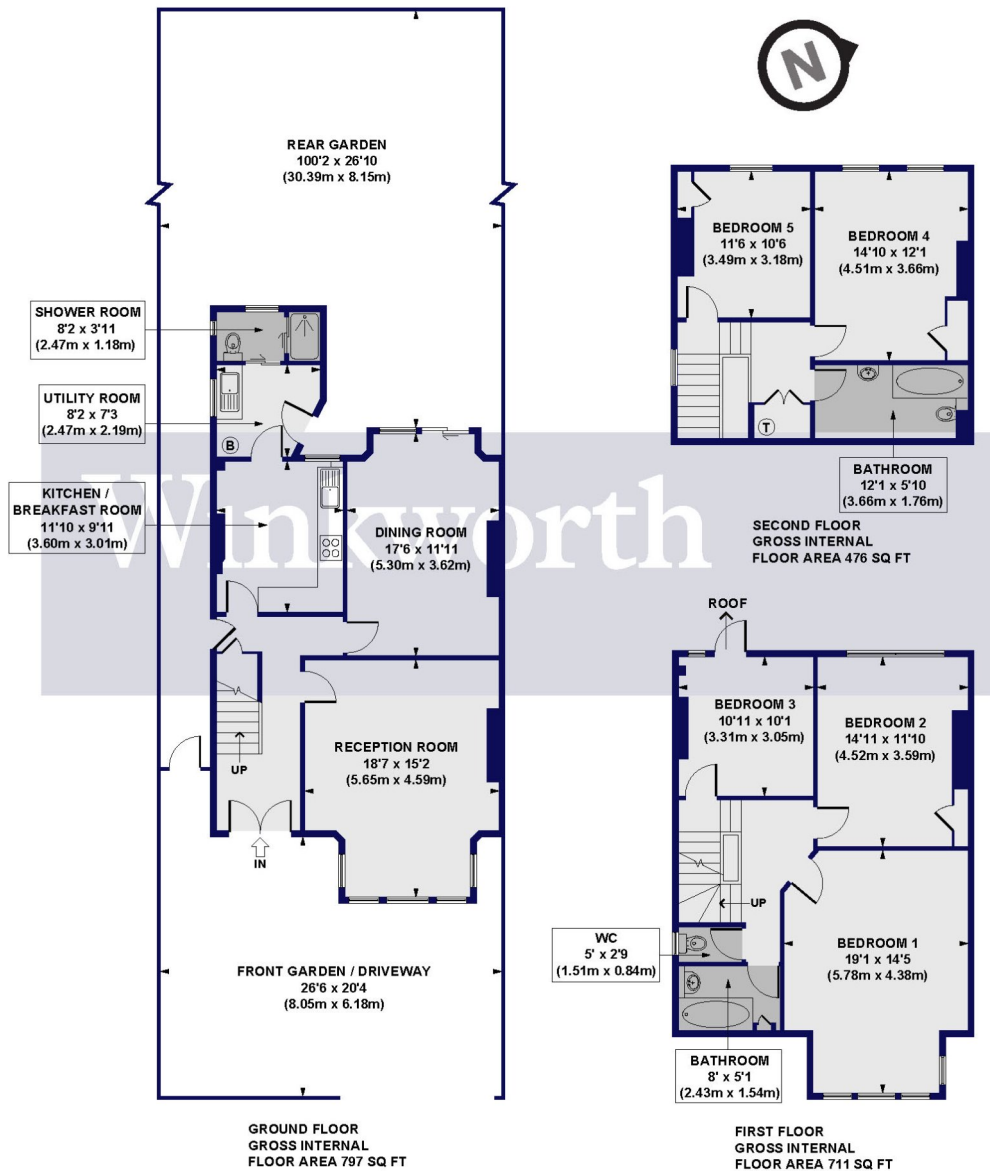 N
REAR GARDEN
100'2 x 26'10
(30.39m x 8.15m)
SHOWER ROOM
8'2 x 3'11
(2.47m x 1.18m)
UTILITY ROOM
8'2 x 7'3
(2.47m x 2.19m)
B
KITCHEN /
BREAKFAST ROOM
11'10 x 9'11
(3.60m x 3.01m)
DINING ROOM
17'6 x 11'11
(5.30m x 3.62m)
Winkworth
UP
RECEPTION ROOM
18'7 x 15'2
(5.65m x 4.59m)
IN
FRONT GARDEN / DRIVEWAY
26'6 x 20'4
(8.05m x 6.18m)
GROUND FLOOR
GROSS INTERNAL
FLOOR AREA 797 SQ FT
BEDROOM 5
11'6 x 10'6
(3.49m x 3.18m)
BEDROOM 4
14'10 x 12'1
(4.51m x 3.66m)
T
BATHROOM
12'1 x 5'10
(3.66m x 1.76m)
SECOND FLOOR
GROSS INTERNAL
FLOOR AREA 476 SQ FT
ROOF
BEDROOM 3
10'11 x 10'1
(3.31m x 3.05m)
BEDROOM 2
14'11 x 11'10
(4.52m x 3.59m)
UP
WC
5' x 2'9
(1.51m x 0.84m)
BEDROOM 1
19'1 x 14'5
(5.78m x 4.38m)
BATHROOM
8' x 5'1
(2.43m x 1.54m)
FIRST FLOOR
GROSS INTERNAL
FLOOR AREA 711 SQ FT